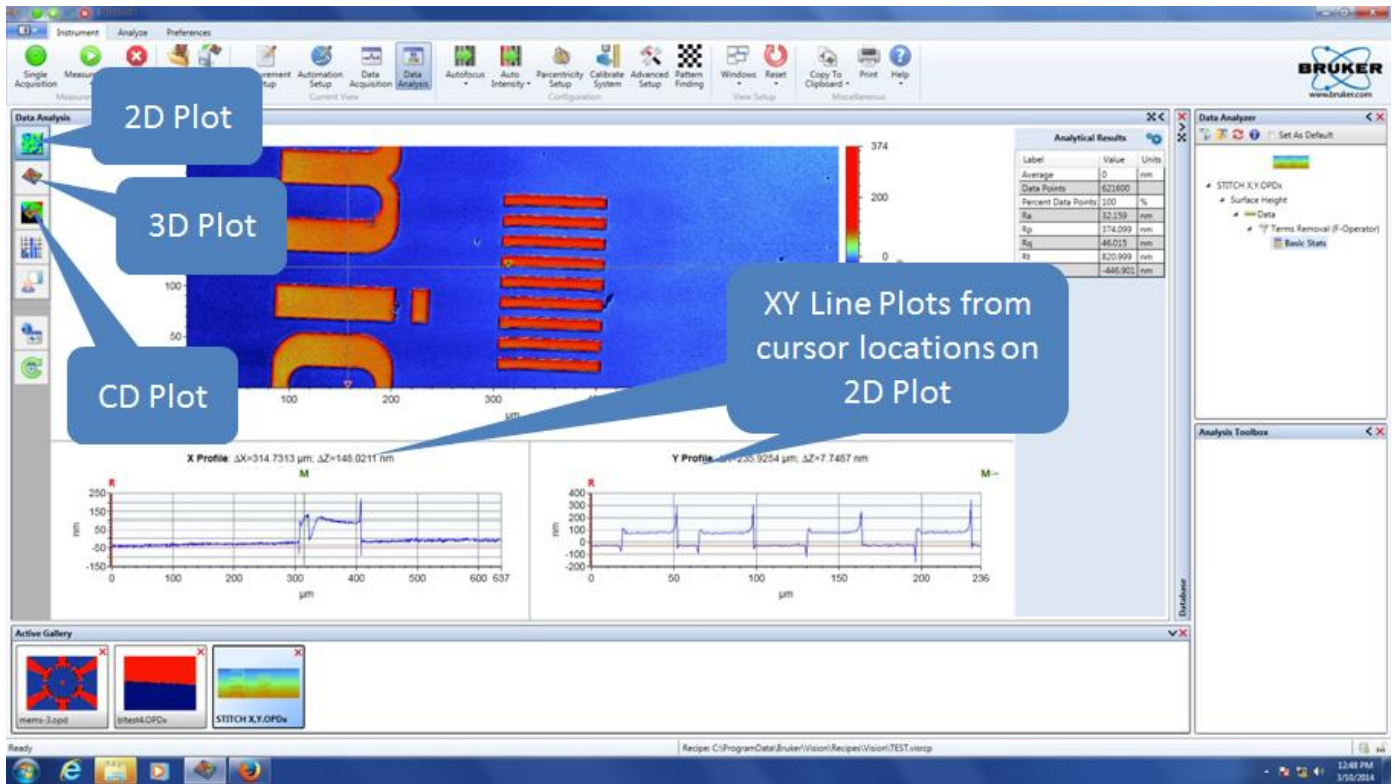 Instrument Analyze Preferences
Single Acquisition
Automation Setup
Data Acquisition
Data Analysis
Autofocus
Auto Intensity
Parcentricity Setup
Calibrate System
Advanced Setup
Pattern Finding
Windows
Reset
Copy To Clipboard
Print
Help
Current View
Configuration
View Setup
Miscellaneous
BRUKER
www.bruker.com
Data Analysis
2D Plot
3D Plot
CD Plot
XY Line Plots from
cursor locations on
2D Plot
374
200
0
100
50
100 200 300
µm
Analytical Results
Label Value Units
Average 0 nm
Data Points 621600
Percent Data Points 100 %
Ra 32.159 nm
Rp 374.099 nm
Rq 46.015 nm
Rt 820.999 nm
-446.901 nm
Data Analyzer
Set As Default
STITCH X,Y.OPDx
Surface Height
Data
Terms Removal (F-Operator)
Basic Stats
Analysis Toolbox
Database
X Profile: ΔX=314.7313 µm; ΔZ=148.0211 nm
R M
250
150
50
-50
-150
nm
0 100 200 300 400 500 600 637
µm
Y Profile: ΔX=235.9254 µm; ΔZ=7.7487 nm
R M
400
300
200
100
0
-100
-200
nm
0 50 100 150 200 236
µm
Active Gallery
mems-3.opd
bltest4.OPDx
STITCH X,Y.OPDx
Ready
Recipe: C:\ProgramData\Bruker\Vision\Recipes\Vision\TEST.visrcp
12:48 PM
3/10/2014